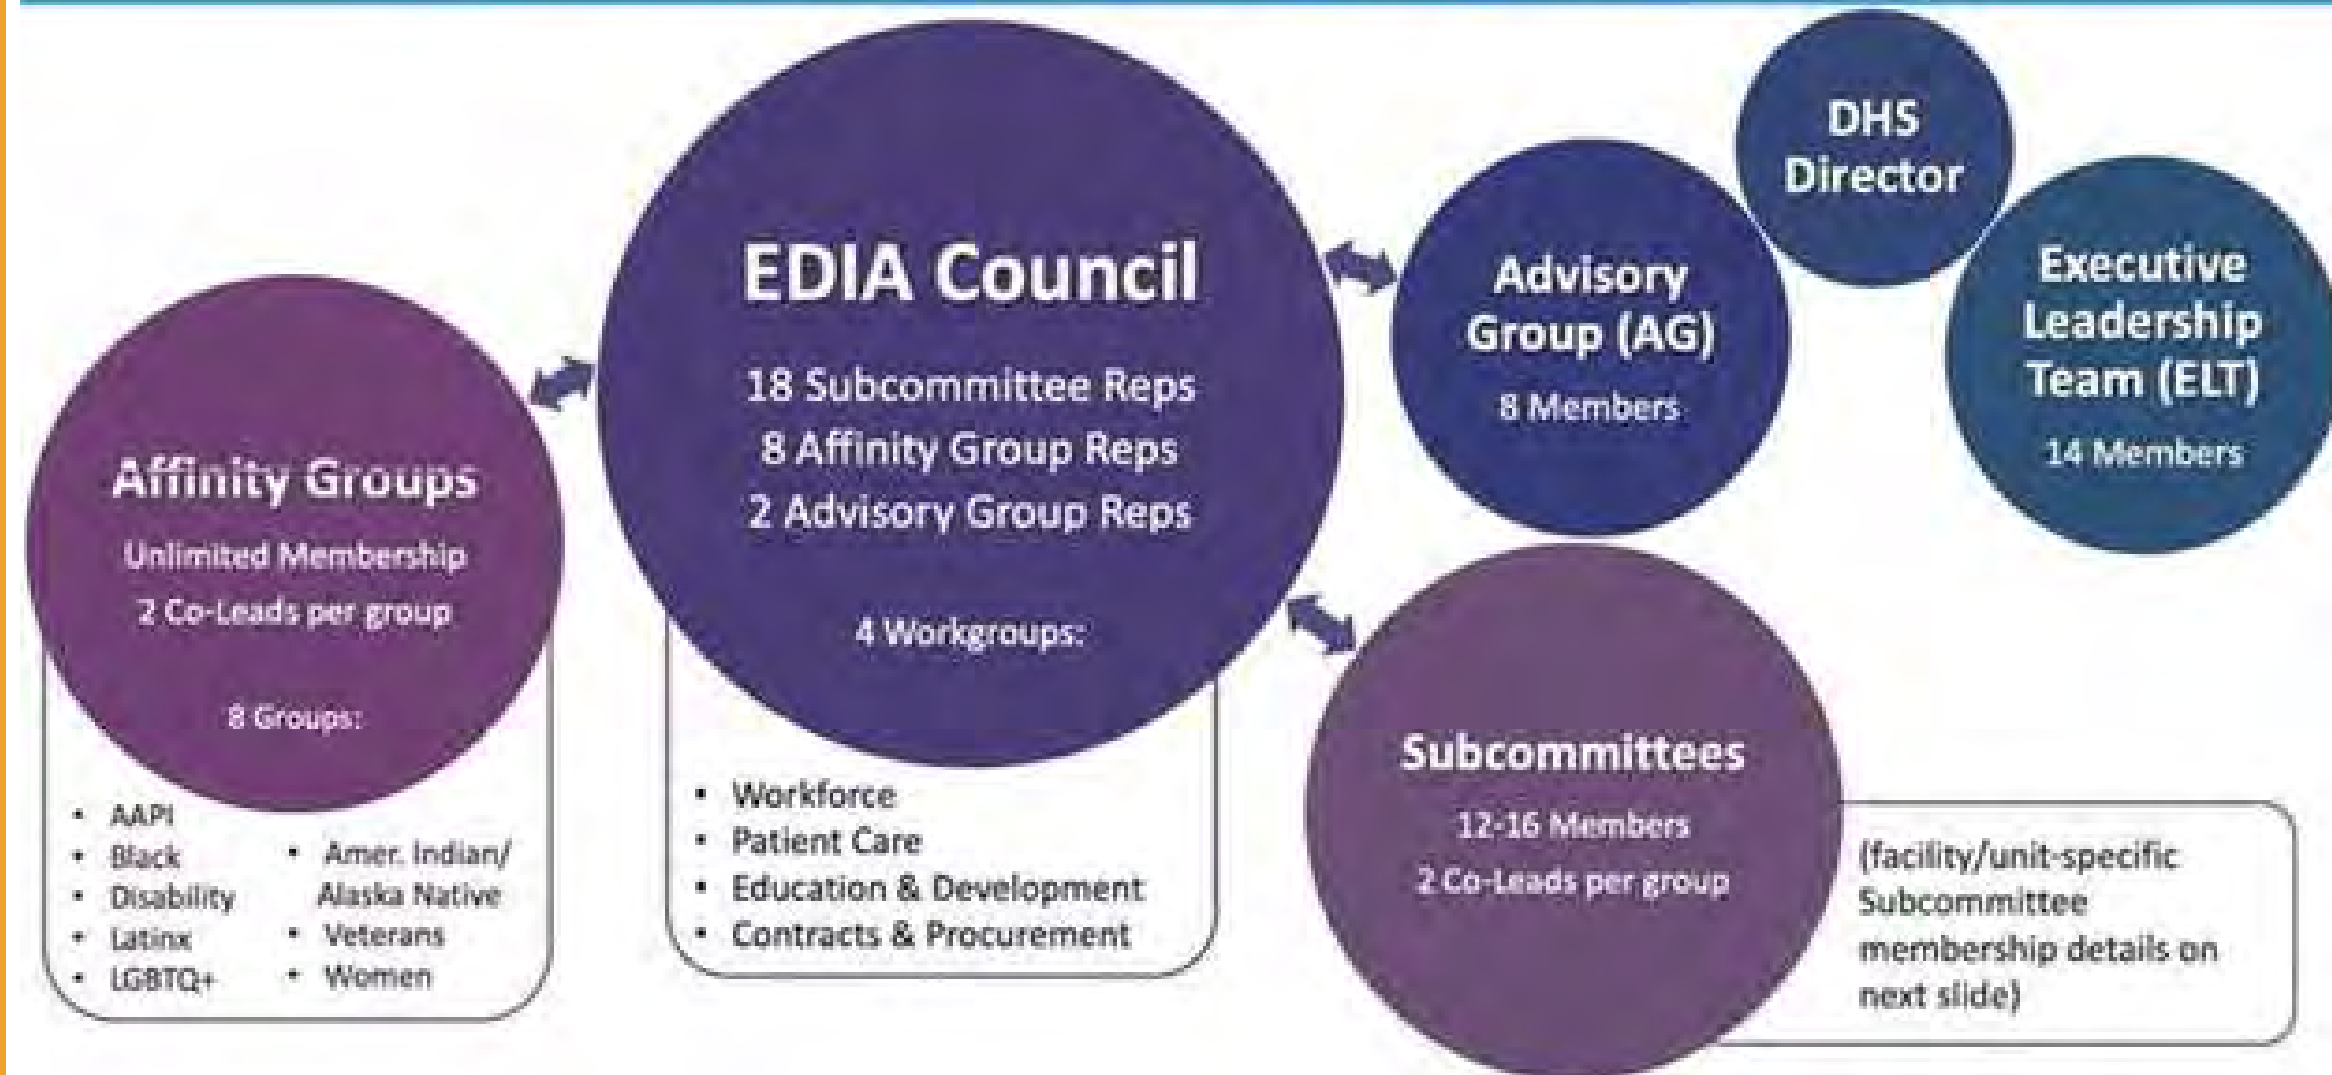 DHS
Director
Advisory
Group (AG)
8 Members
Executive
Leadership
Team (ELT)
14 Members
EDIA Council
18 Subcommittee Reps
8 Affinity Group Reps
2 Advisory Group Reps
4 Workgroups:
• Workforce
• Patient Care
• Education & Development
• Contracts & Procurement
Affinity Groups
Unlimited Membership
2 Co-Leads per group
8 Groups:
• AAPI
• Black
• Disability
• Latinx
• LGBTQ+
• Amer. Indian/
Alaska Native
• Veterans
• Women
Subcommittees
12-16 Members
2 Co-Leads per group
(facility/unit-specific
Subcommittee
membership details on
next slide)